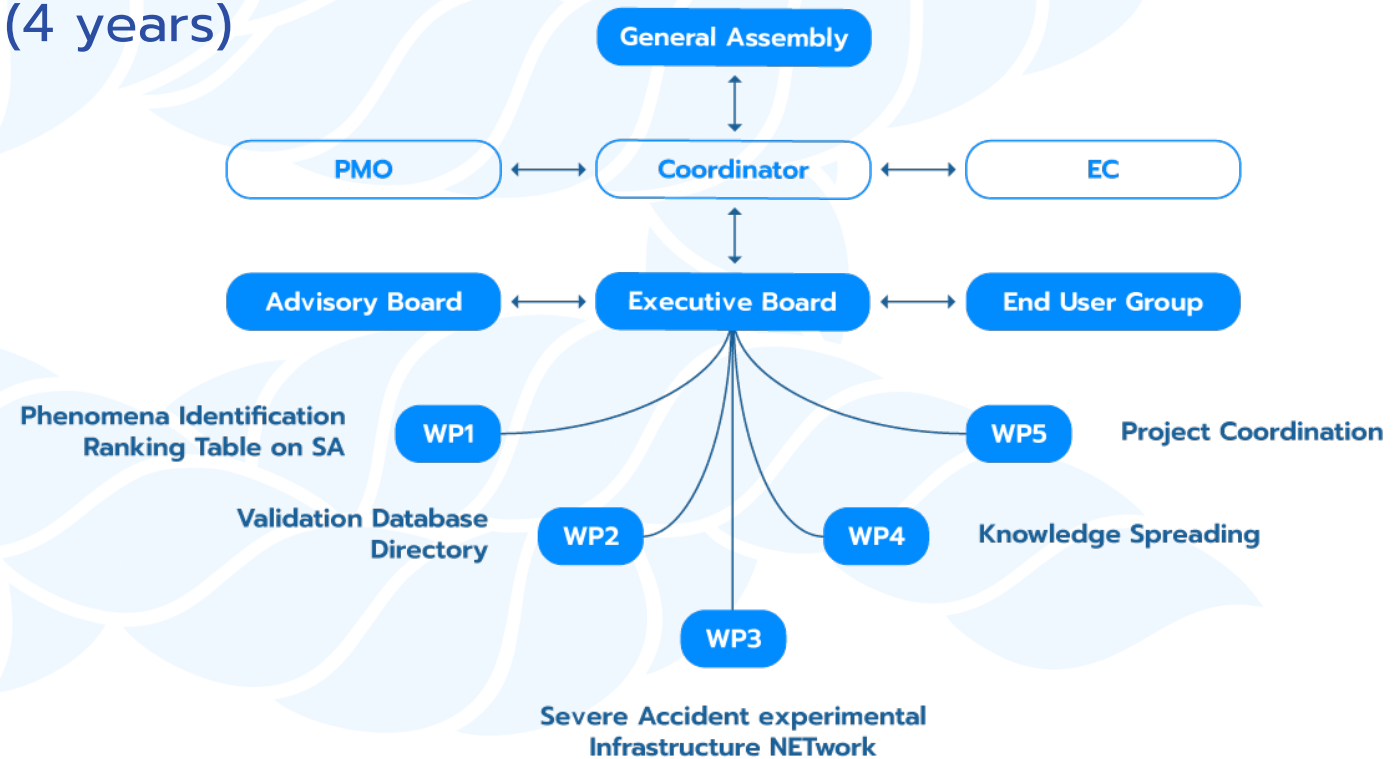 (4 years)
General Assembly
PMO
Coordinator
EC
Advisory Board
Executive Board
End User Group
Phenomena Identification
Ranking Table on SA
WP1
WP5
Project Coordination
Validation Database
Directory
WP2
WP4
Knowledge Spreading
WP3
Severe Accident experimental
Infrastructure NETwork